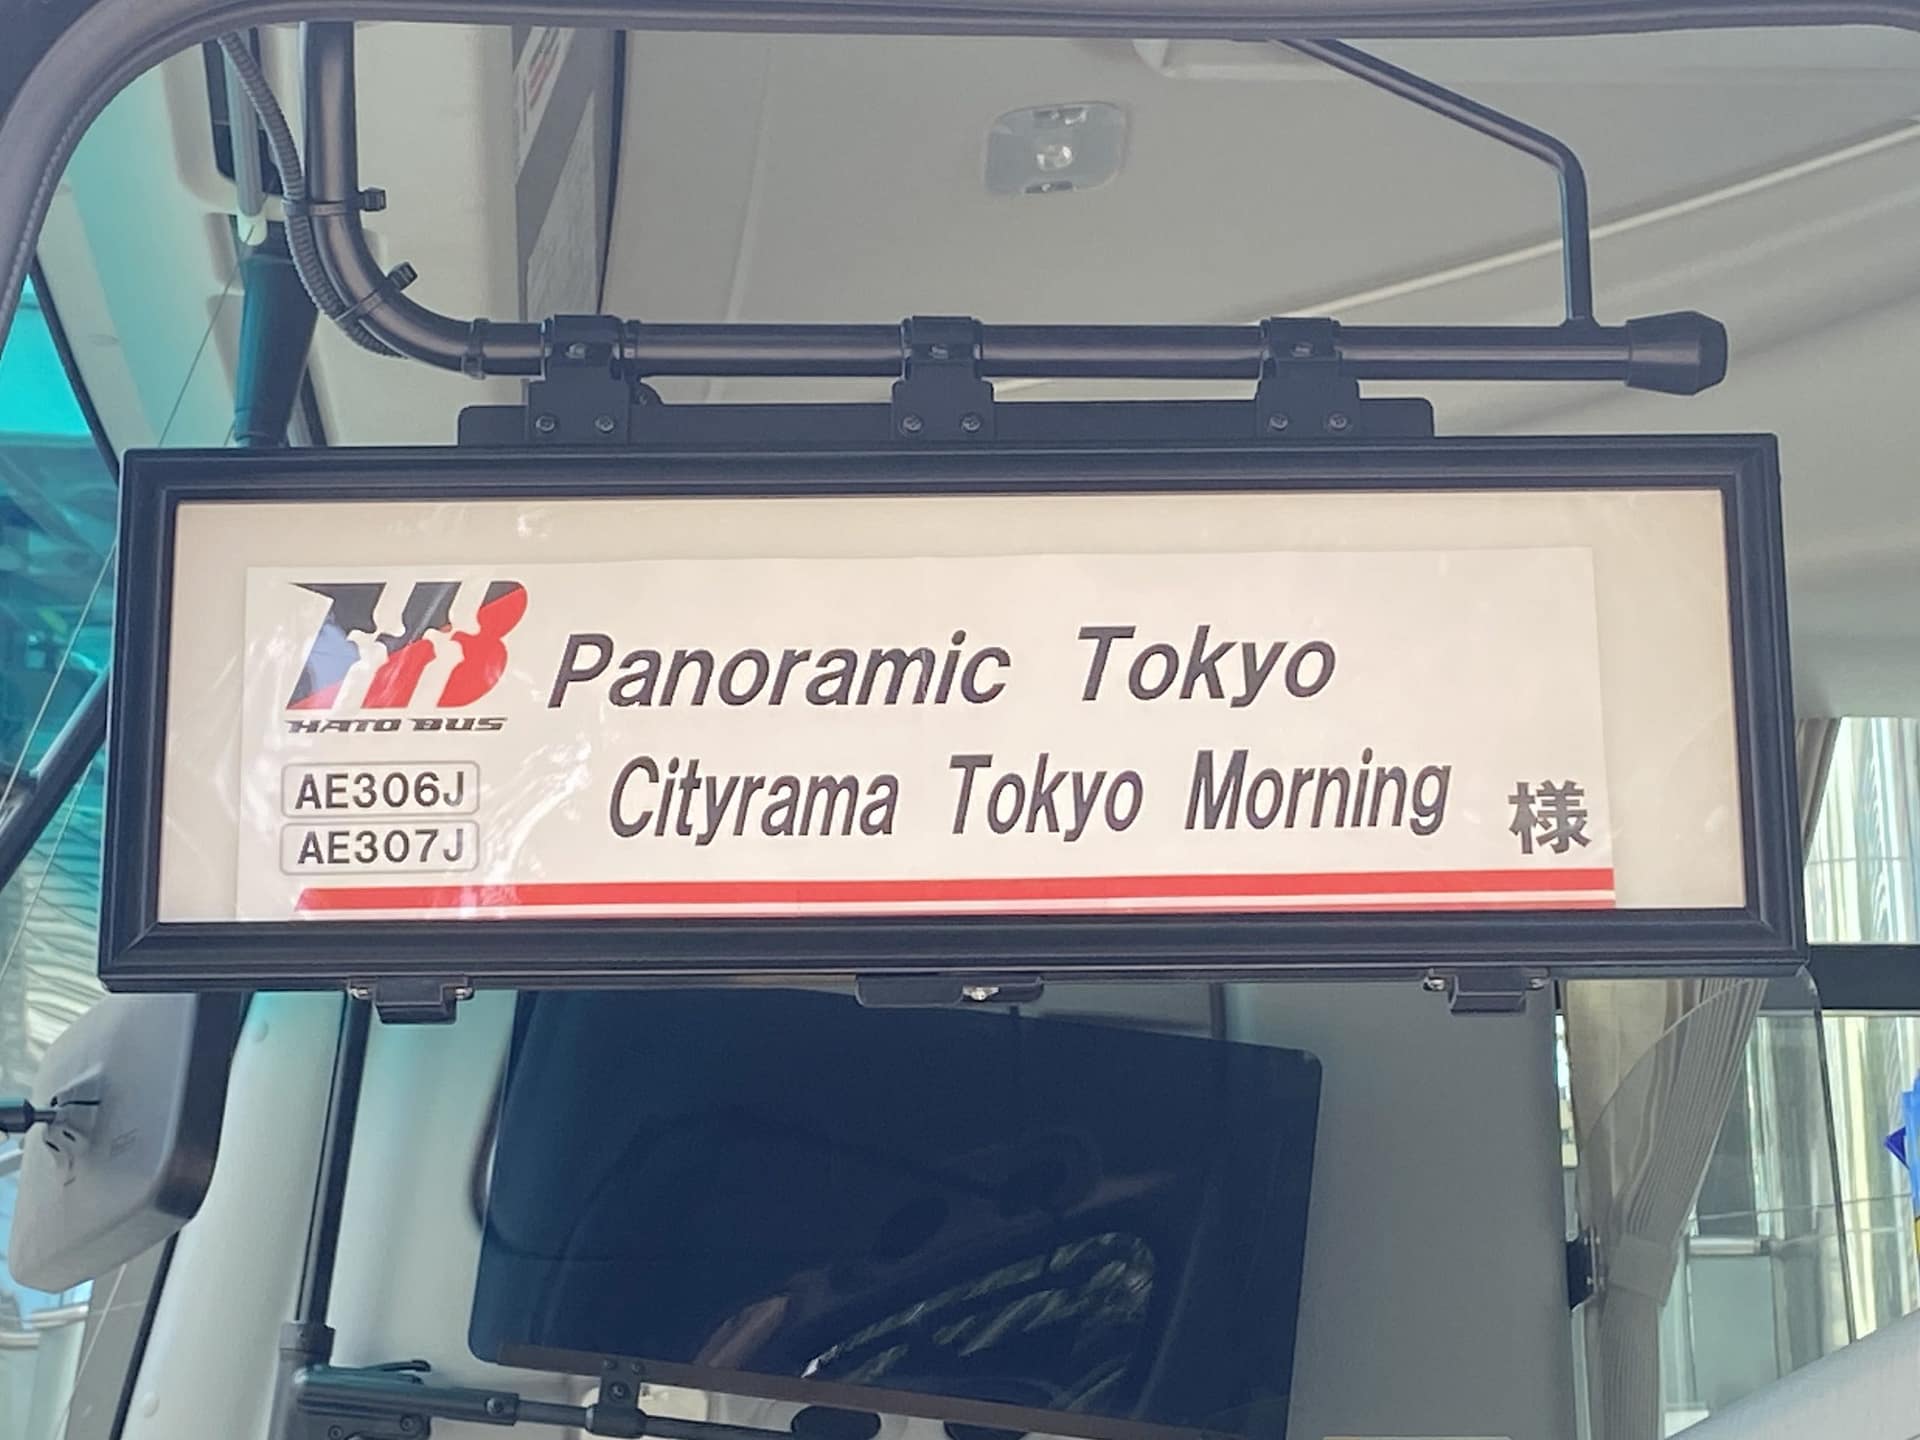 HATO BUS
Panoramic Tokyo
AE306J
Cityrama Tokyo Morning 様
AE307J